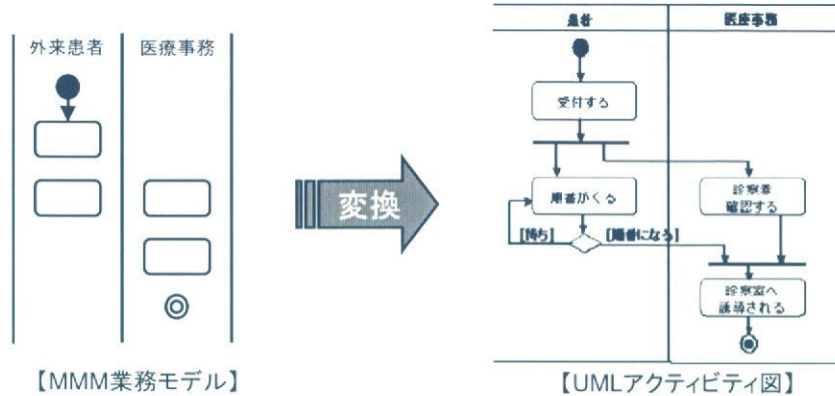 外来患者
医療事務
変換
患者
医療事務
受付する
順番がくる
診察券
確認する
[待ち]
[順番になる]
診察室へ
誘導される
【MMM業務モデル】
【UMLアクティビティ図】